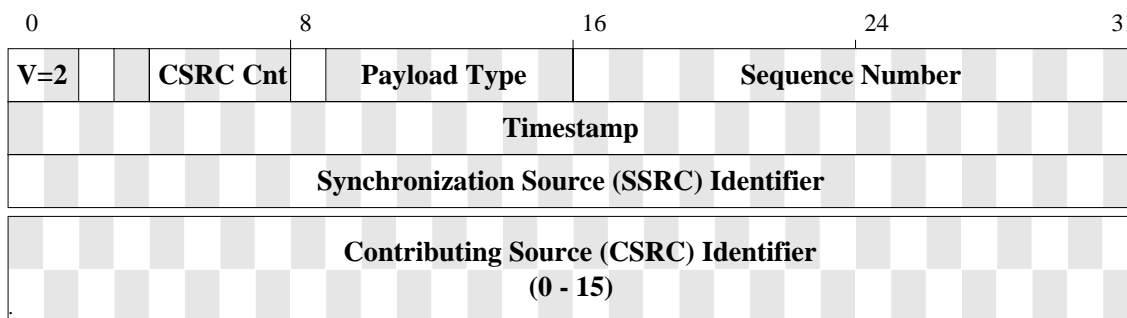 0 8 16 24 31
V=2 CSRC Cnt Payload Type Sequence Number
Timestamp
Synchronization Source (SSRC) Identifier
Contributing Source (CSRC) Identifier
(0 - 15)
.